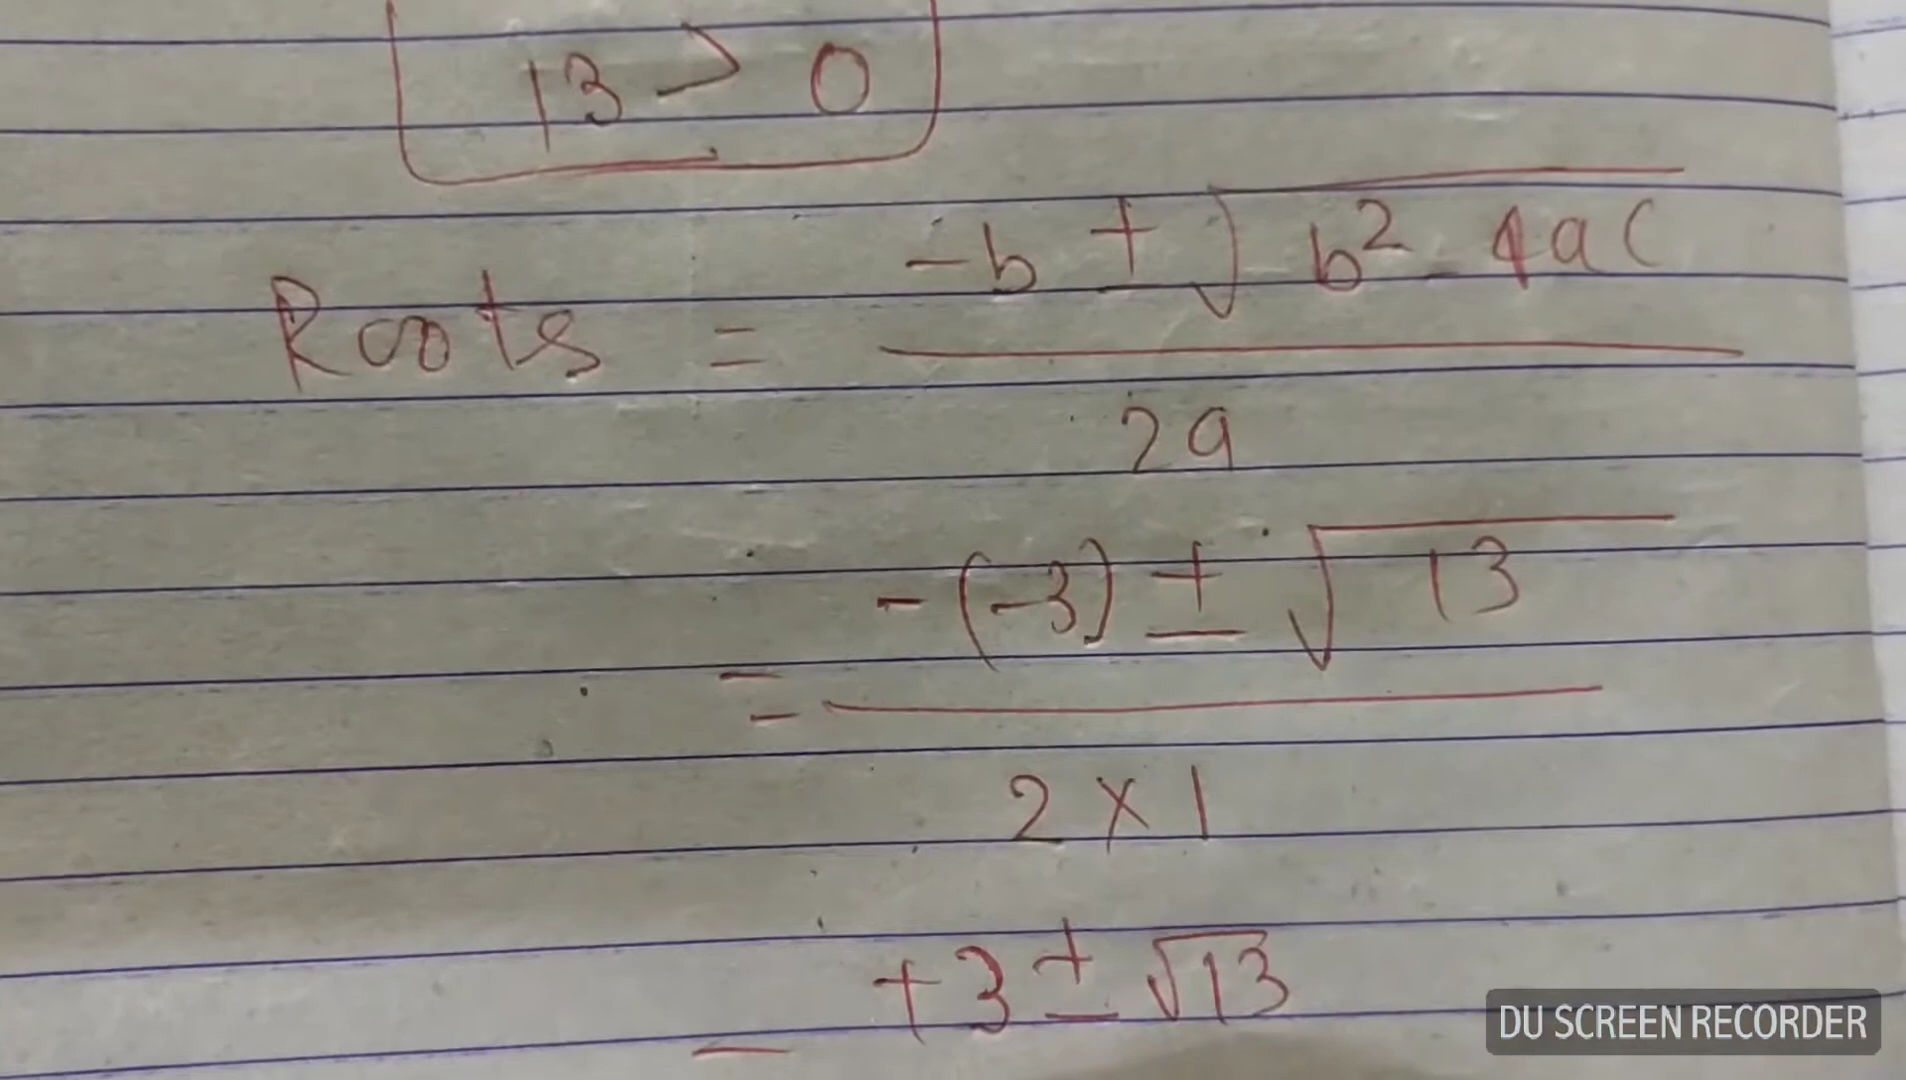 13 > 0
Roots = -b ± √b² - 4ac
2a
= -(-3) ± √13
2 × 1
= +3 ± √13
DU SCREEN RECORDER